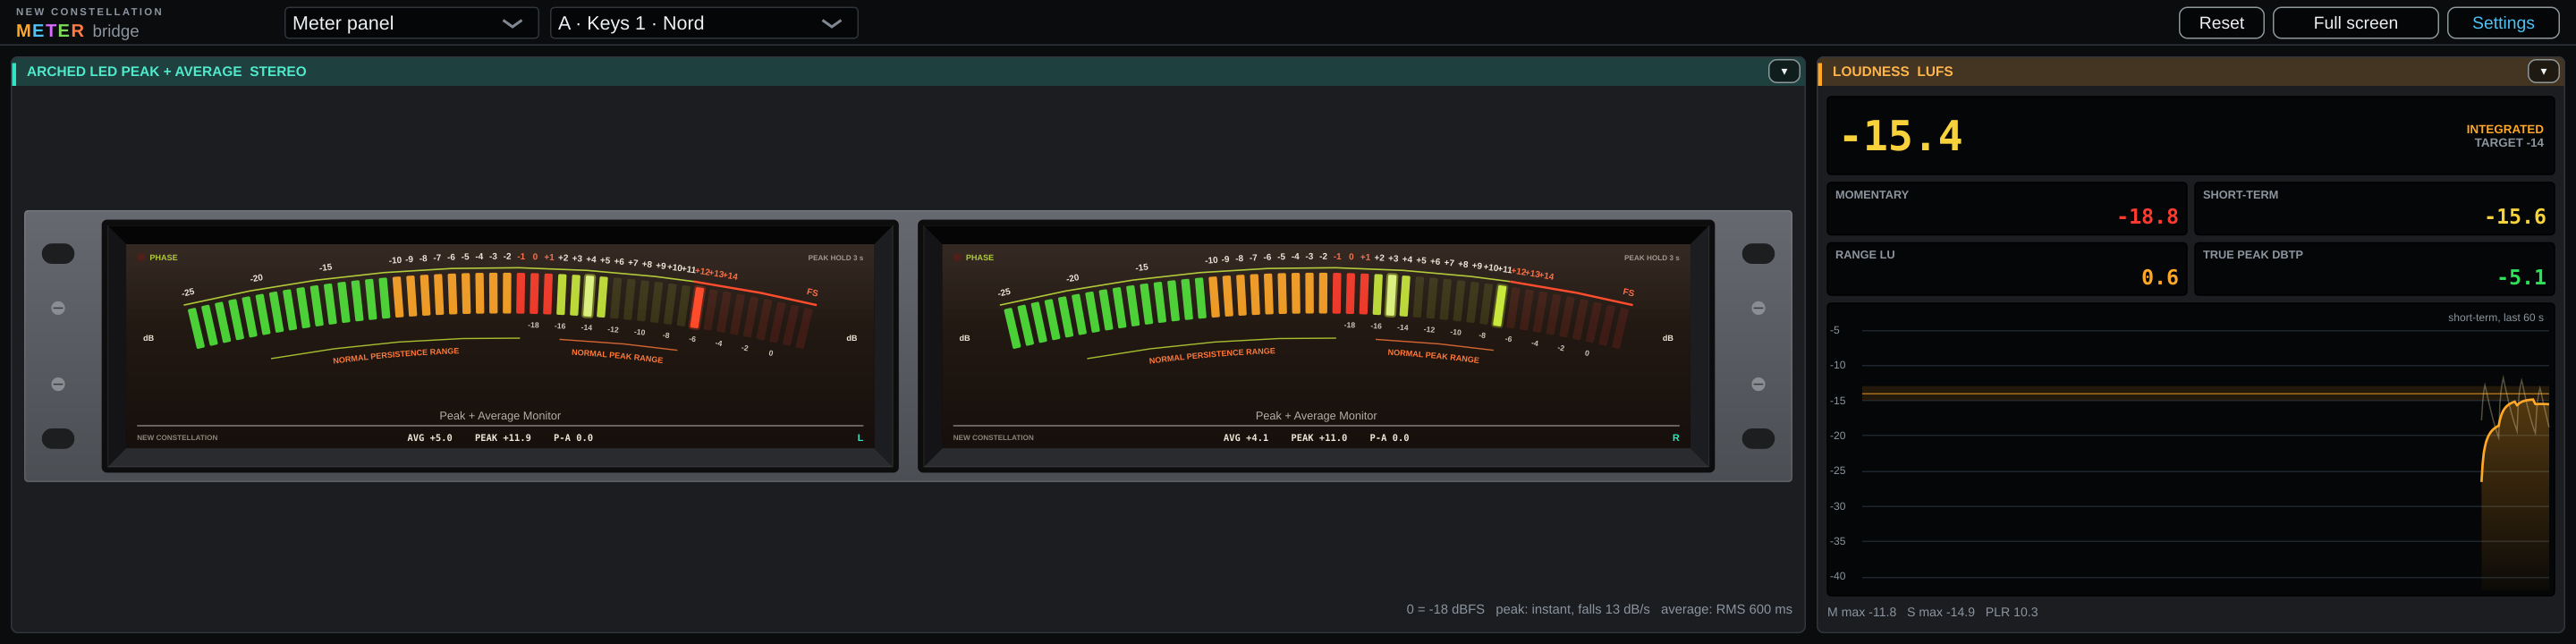 NEW CONSTELLATION
METER bridge
Meter panel
A · Keys 1 · Nord
Reset
Full screen
Settings
ARCHED LED PEAK + AVERAGE STEREO
▼
PHASE
PEAK HOLD 3 s
-25 -20 -15 -10 -9 -8 -7 -6 -5 -4 -3 -2 -1 0 +1 +2 +3 +4 +5 +6 +7 +8 +9 +10 +11 +12 +13 +14 FS
dB
-18 -16 -14 -12 -10 -8 -6 -4 -2 0
dB
NORMAL PERSISTENCE RANGE
NORMAL PEAK RANGE
Peak + Average Monitor
NEW CONSTELLATION
AVG +5.0 PEAK +11.9 P-A 0.0
L
PHASE
PEAK HOLD 3 s
-25 -20 -15 -10 -9 -8 -7 -6 -5 -4 -3 -2 -1 0 +1 +2 +3 +4 +5 +6 +7 +8 +9 +10 +11 +12 +13 +14 FS
dB
-18 -16 -14 -12 -10 -8 -6 -4 -2 0
dB
NORMAL PERSISTENCE RANGE
NORMAL PEAK RANGE
Peak + Average Monitor
NEW CONSTELLATION
AVG +4.1 PEAK +11.0 P-A 0.0
R
0 = -18 dBFS peak: instant, falls 13 dB/s average: RMS 600 ms
LOUDNESS LUFS
▼
-15.4
INTEGRATED
TARGET -14
MOMENTARY
-18.8
SHORT-TERM
-15.6
RANGE LU
0.6
TRUE PEAK DBTP
-5.1
short-term, last 60 s
-5
-10
-15
-20
-25
-30
-35
-40
M max -11.8 S max -14.9 PLR 10.3